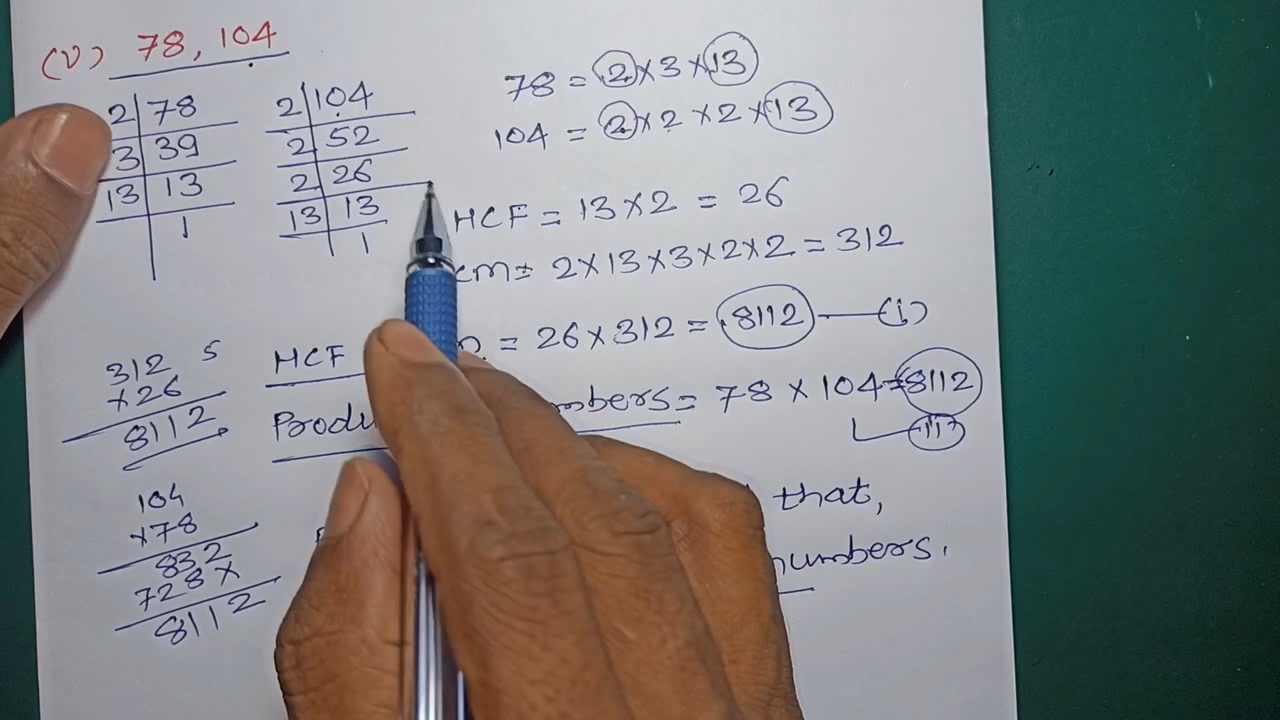 (V) 78, 104
2 78
3 39
13 13
1
2 104
2 52
2 26
13 13
1
78 = 2 × 3 × 13
104 = 2 × 2 × 2 × 13
HCF = 13 × 2 = 26
cm = 2 × 13 × 3 × 2 × 2 = 312
HCF = 26 × 312 = 8112 — (i)
= 78 × 104 = 8112
(ii)
that,
numbers.
312 5
× 26
8112
104
× 78
832
728 ×
8112